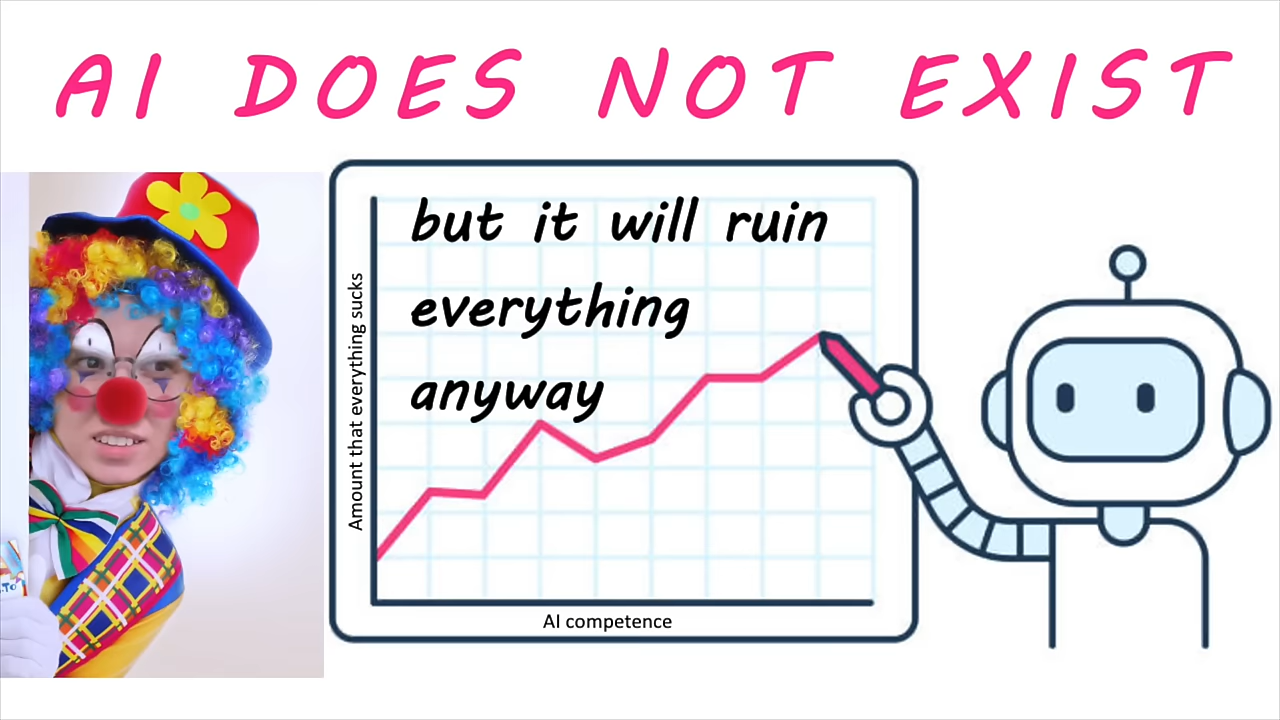 AI DOES NOT EXIST
but it will ruin
everything
anyway
Amount that everything sucks
AI competence